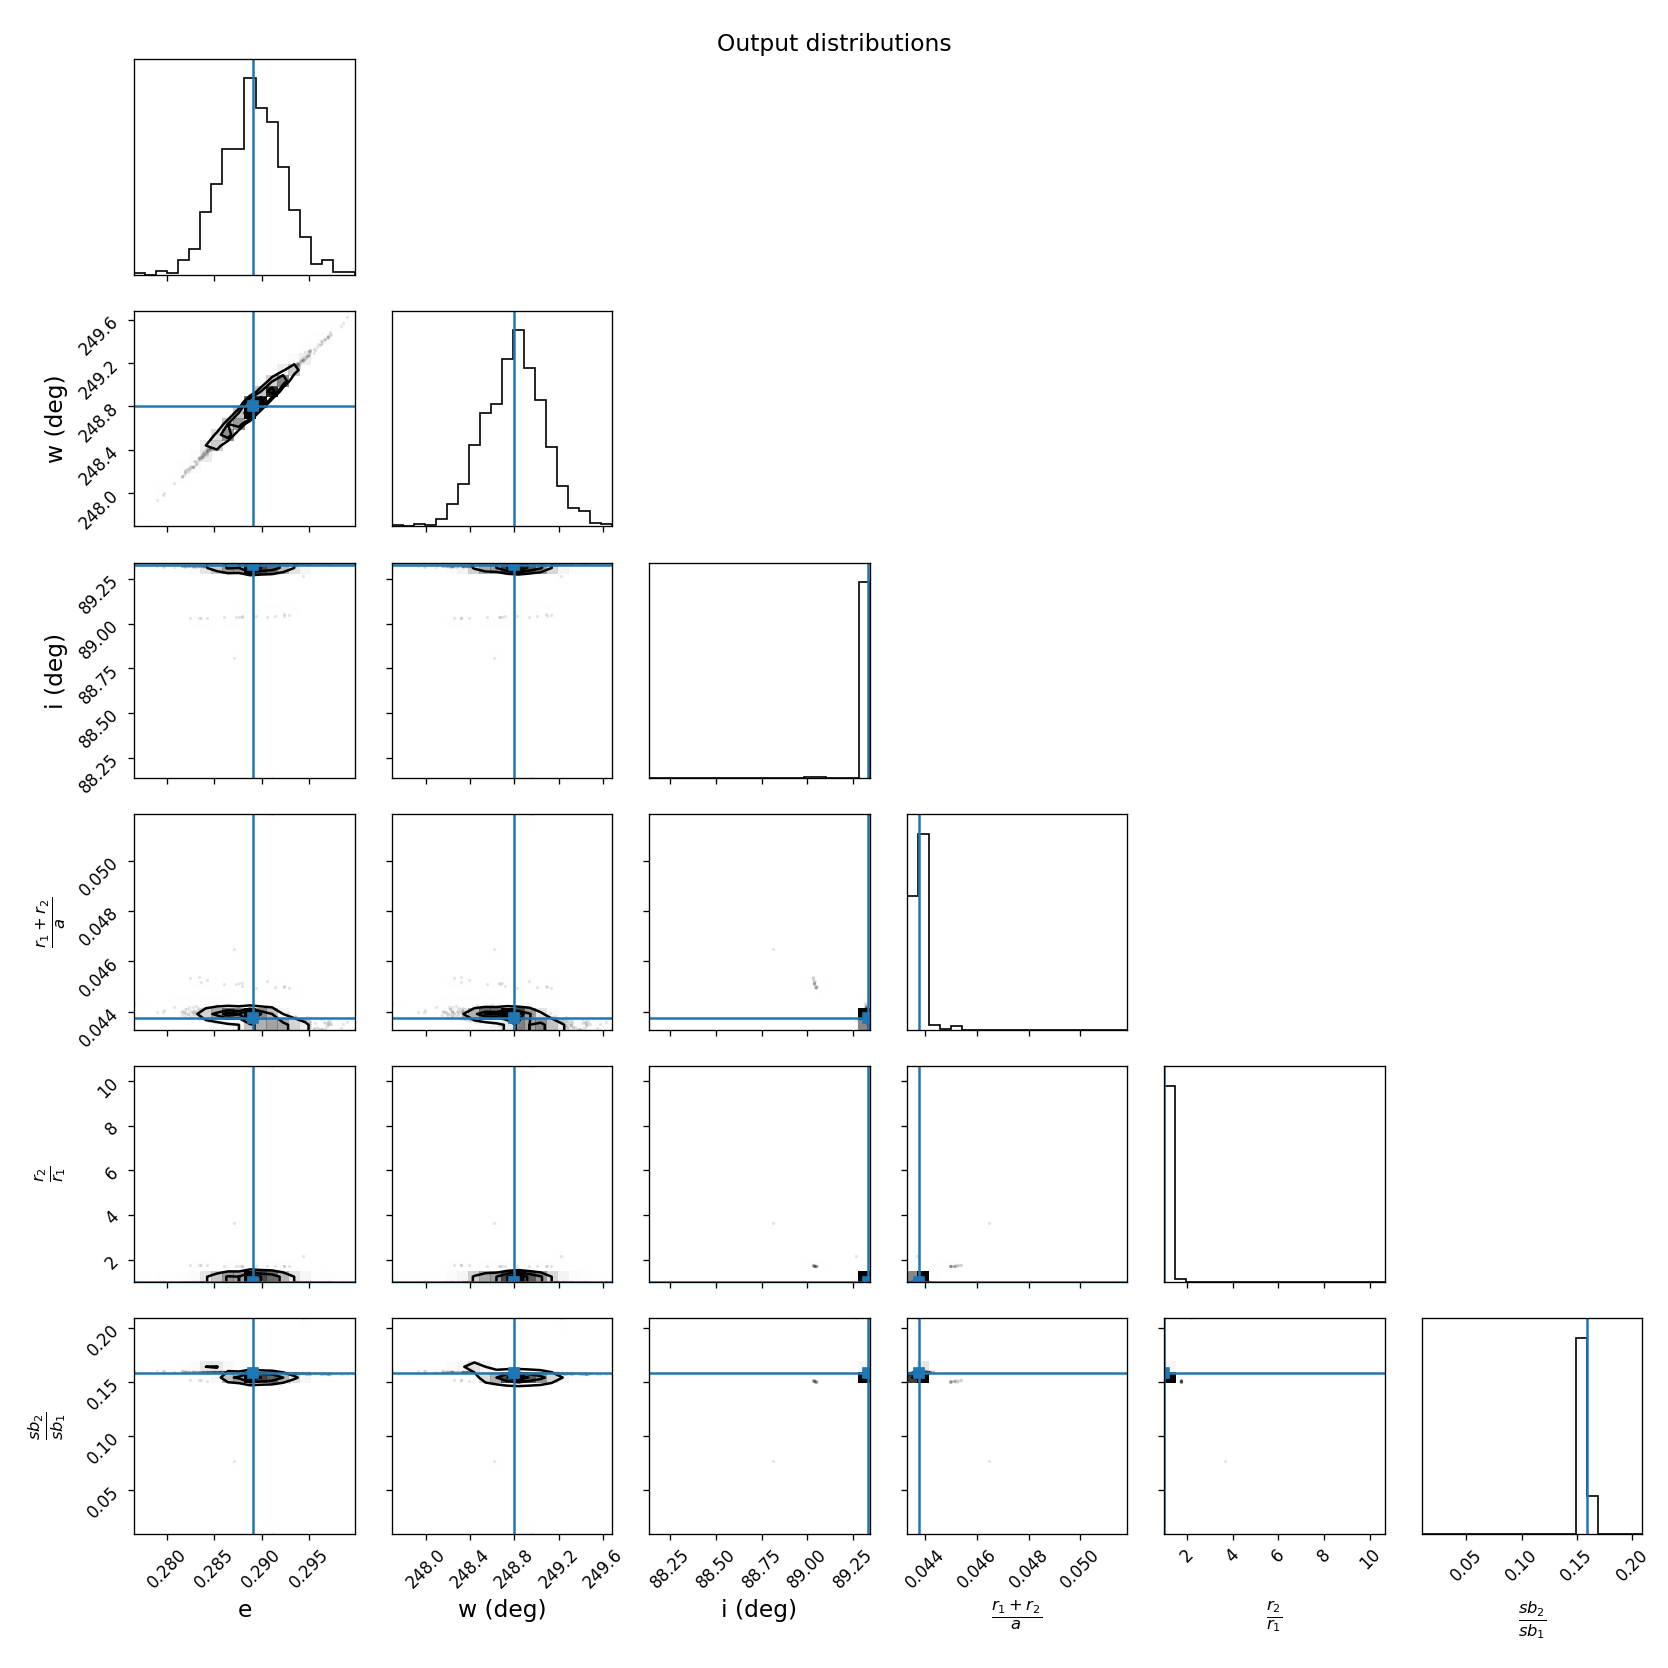 Output distributions
w (deg)
249.6
249.2
248.8
248.4
248.0
i (deg)
89.25
89.00
88.75
88.50
88.25
r₁ + r₂
a
0.050
0.048
0.046
0.044
r₂
r₁
10
8
6
4
2
sb₂
sb₁
0.20
0.15
0.10
0.05
0.280 0.285 0.290 0.295 248.0 248.4 248.8 249.2 249.6 88.25 88.50 88.75 89.00 89.25 0.044 0.046 0.048 0.050 2 4 6 8 10 0.05 0.10 0.15 0.20
e w (deg) i (deg) r₁ + r₂ r₂ sb₂
a r₁ sb₁